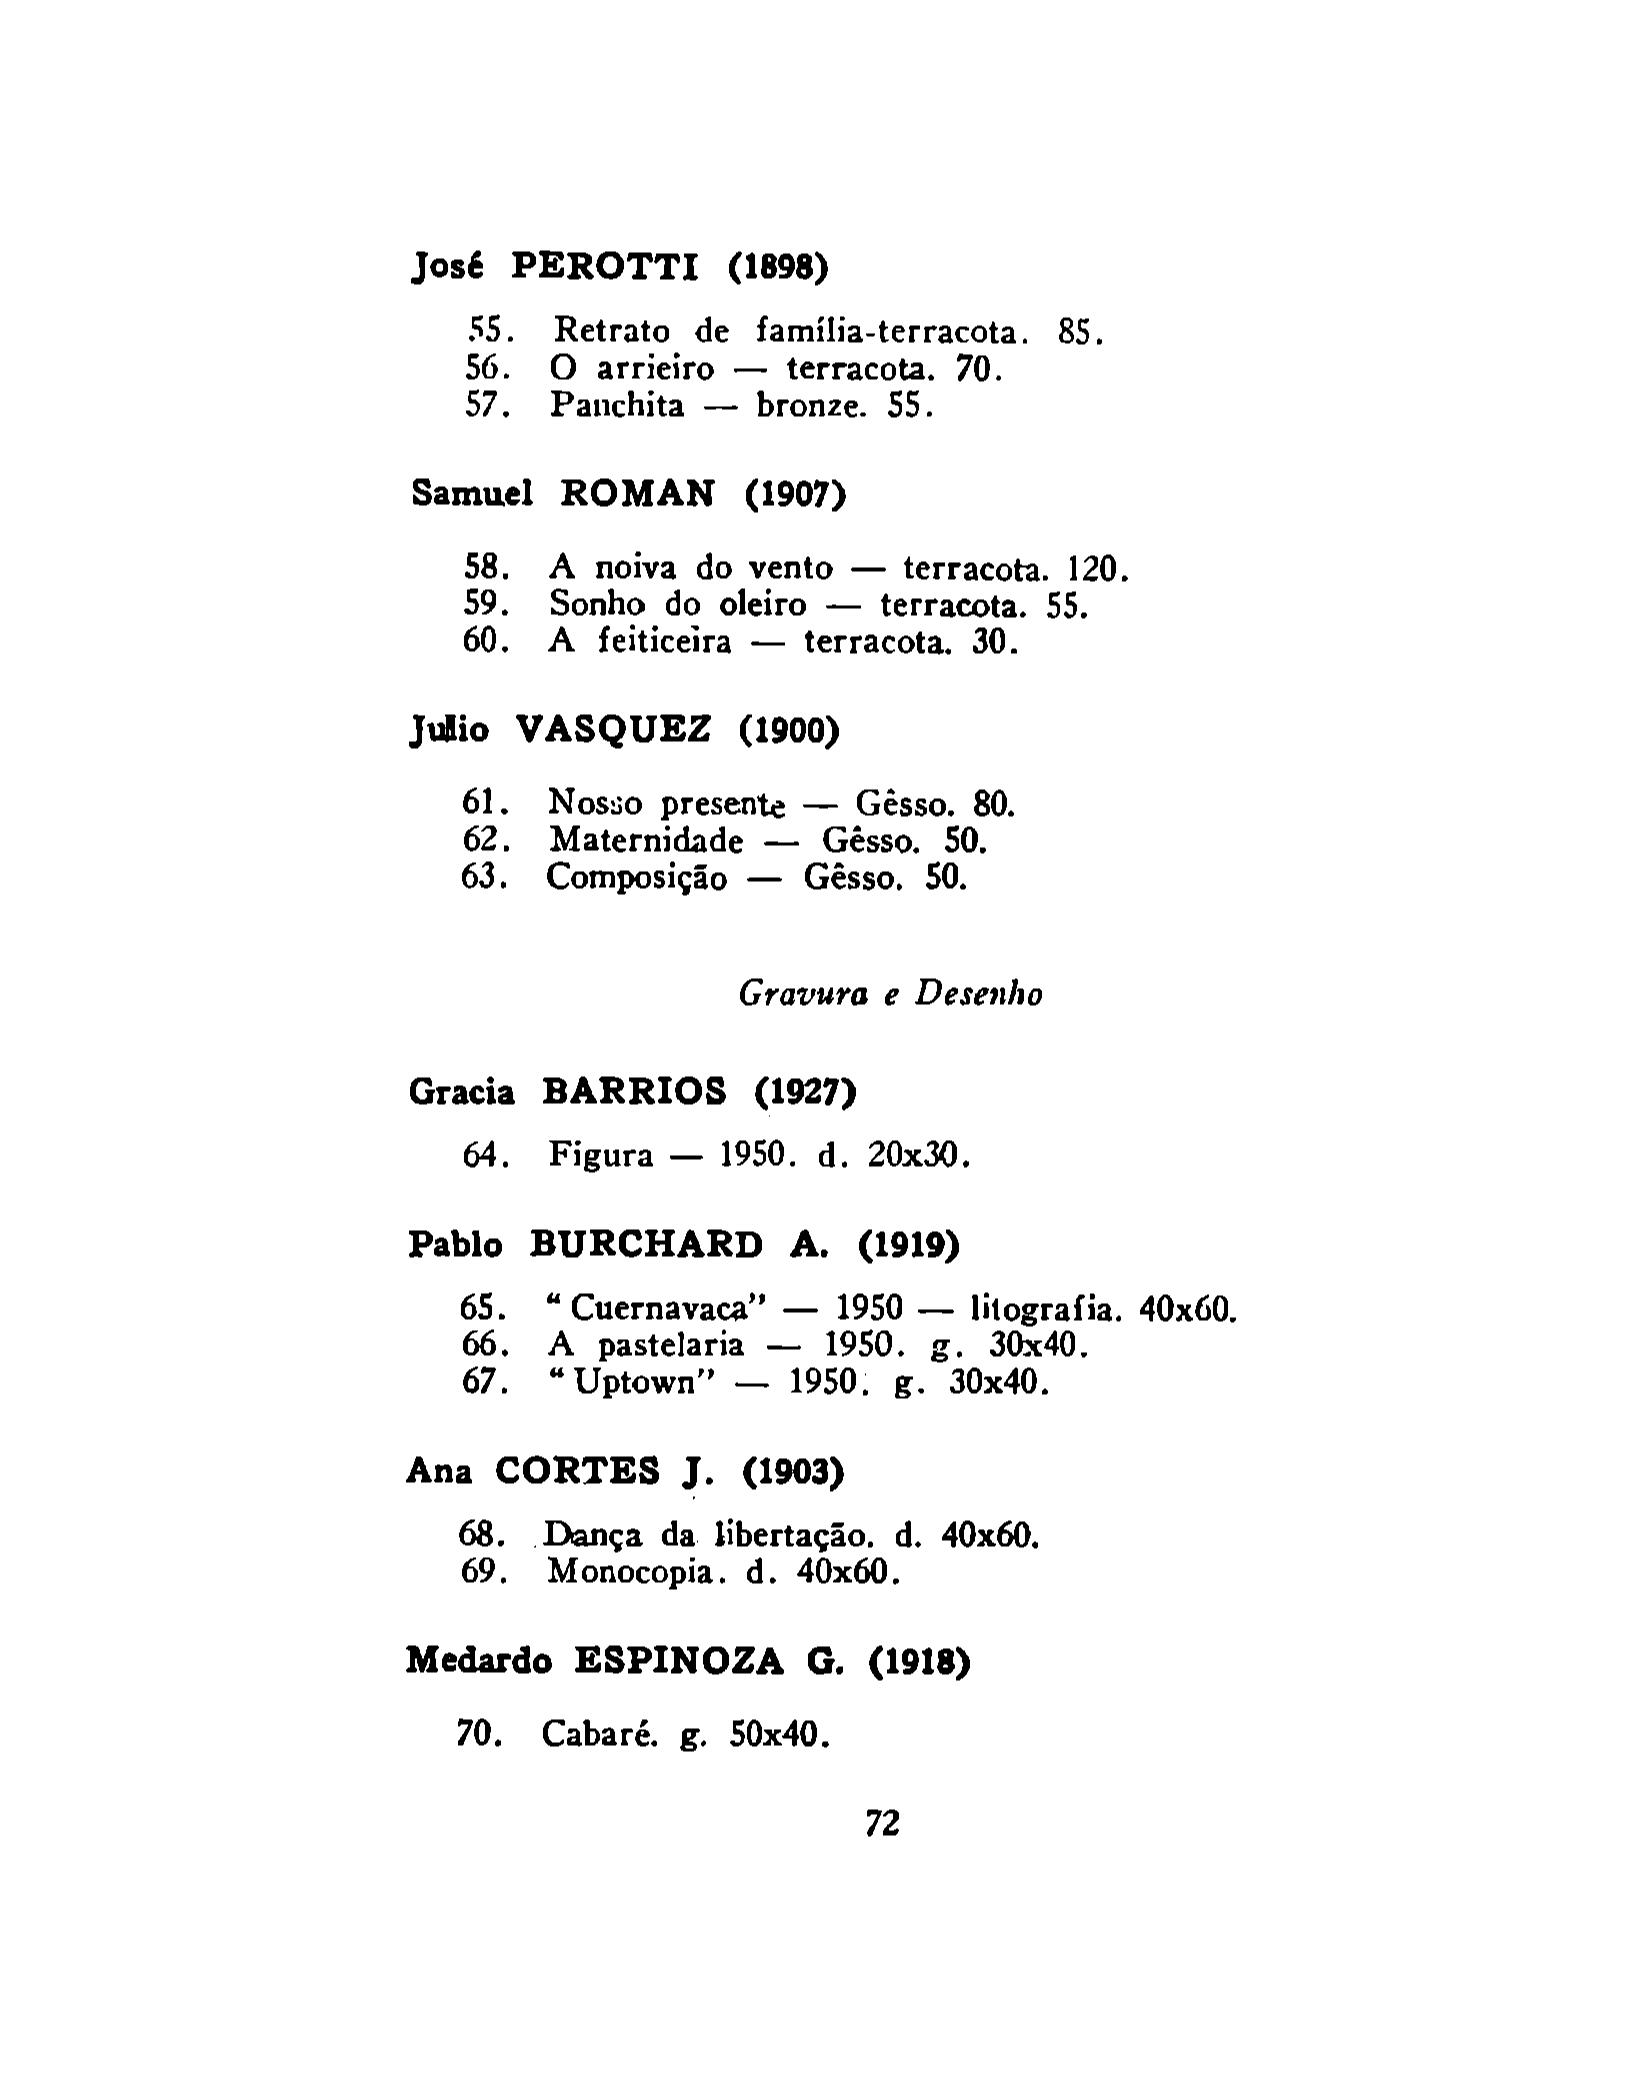 José PEROTTI (1898)
55. Retrato de família-terracota. 85.
56. O arrieiro — terracota. 70.
57. Panchita — bronze. 55.
Samuel ROMAN (1907)
58. A noiva do vento — terracota. 120.
59. Sonho do oleiro — terracota. 55.
60. A feiticeira — terracota. 30.
Julio VASQUEZ (1900)
61. Nosso presente — Gêsso. 80.
62. Maternidade — Gêsso. 50.
63. Composição — Gêsso. 50.
Gravura e Desenho
Gracia BARRIOS (1927)
64. Figura — 1950. d. 20x30.
Pablo BURCHARD A. (1919)
65. “Cuernavaca” — 1950 — litografia. 40x60.
66. A pastelaria — 1950. g. 30x40.
67. “Uptown” — 1950. g. 30x40.
Ana CORTES J. (1903)
68. Dança da libertação. d. 40x60.
69. Monocopia. d. 40x60.
Medardo ESPINOZA G. (1918)
70. Cabaré. g. 50x40.
72